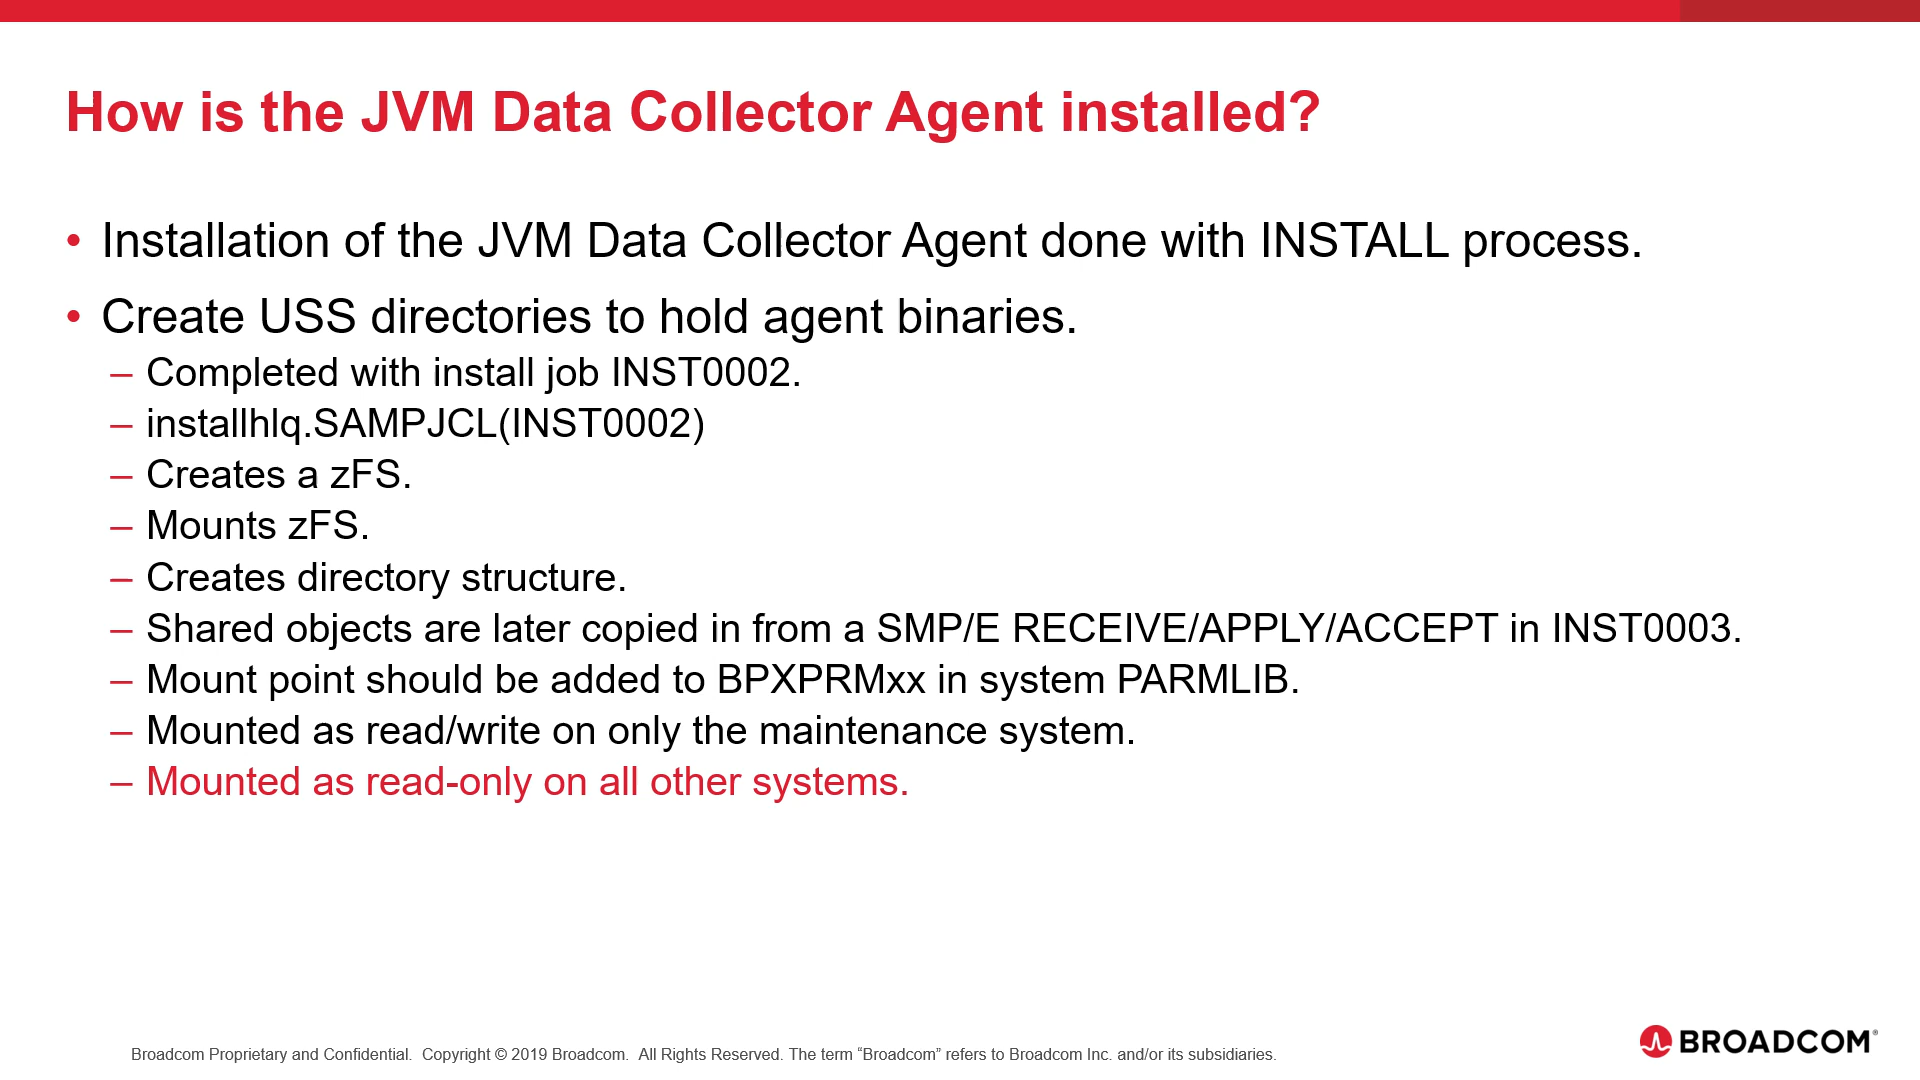 How is the JVM Data Collector Agent installed?
• Installation of the JVM Data Collector Agent done with INSTALL process.
• Create USS directories to hold agent binaries.
– Completed with install job INST0002.
– installhlq.SAMPJCL(INST0002)
– Creates a zFS.
– Mounts zFS.
– Creates directory structure.
– Shared objects are later copied in from a SMP/E RECEIVE/APPLY/ACCEPT in INST0003.
– Mount point should be added to BPXPRMxx in system PARMLIB.
– Mounted as read/write on only the maintenance system.
– Mounted as read-only on all other systems.
Broadcom Proprietary and Confidential.  Copyright © 2019 Broadcom.  All Rights Reserved. The term “Broadcom” refers to Broadcom Inc. and/or its subsidiaries.
BROADCOM®